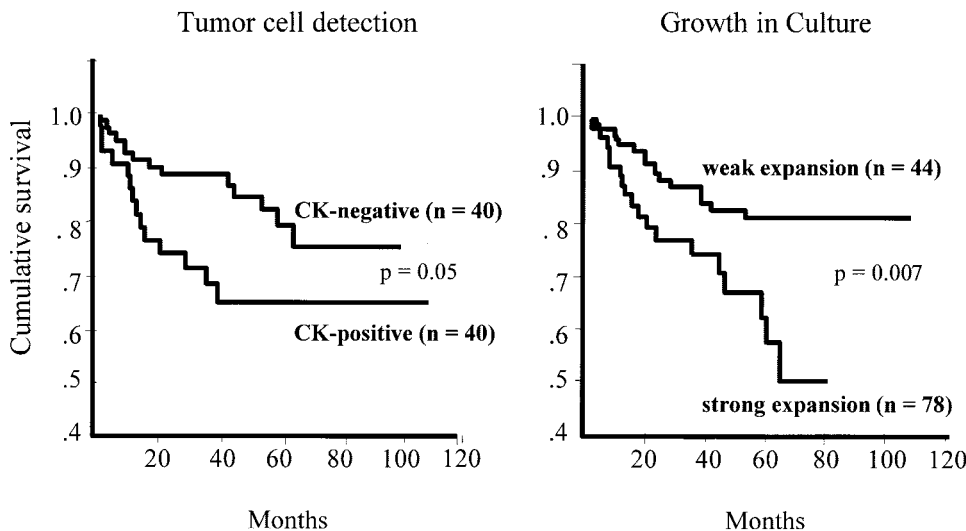 Tumor cell detection
Cumulative survival
1.0
.9
.8
.7
.6
.5
.4
CK-negative (n = 40)
p = 0.05
CK-positive (n = 40)
20 40 60 80 100 120
Months
Growth in Culture
1.0
.9
.8
.7
.6
.5
.4
weak expansion (n = 44)
p = 0.007
strong expansion (n = 78)
20 40 60 80 100 120
Months